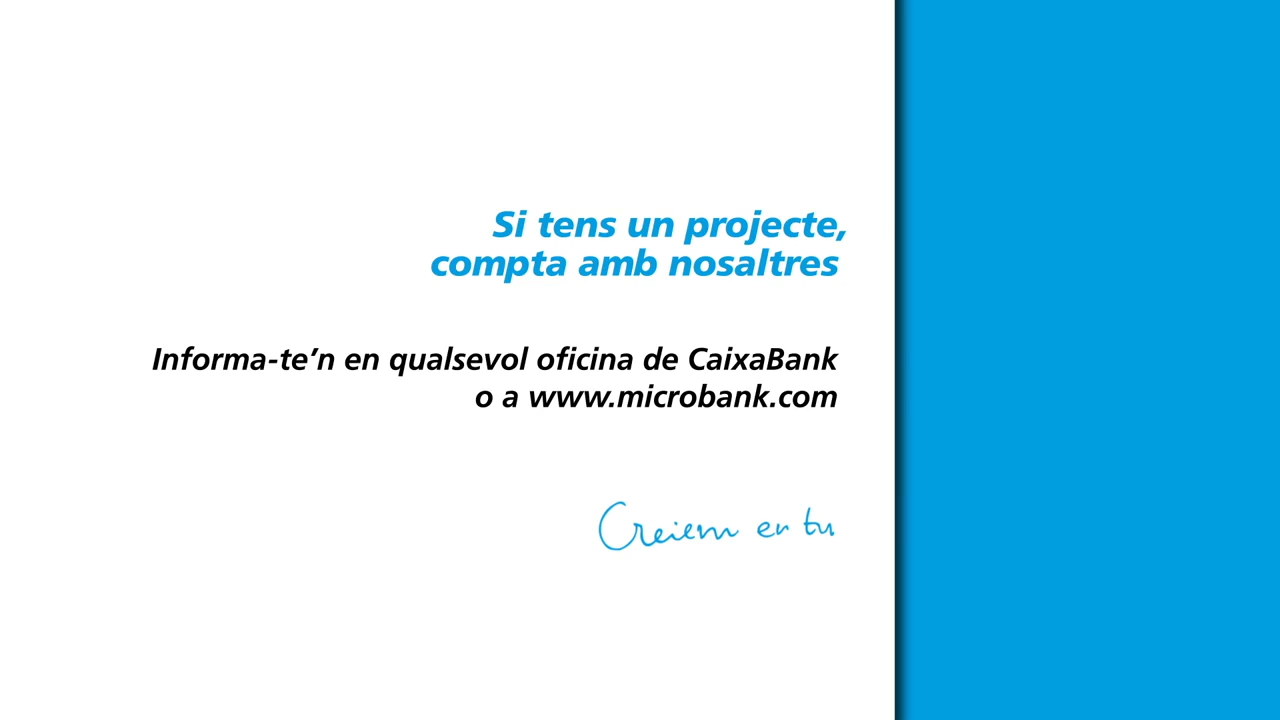 Si tens un projecte,
compta amb nosaltres
Informa-te’n en qualsevol oficina de CaixaBank
o a www.microbank.com
Creiem en tu